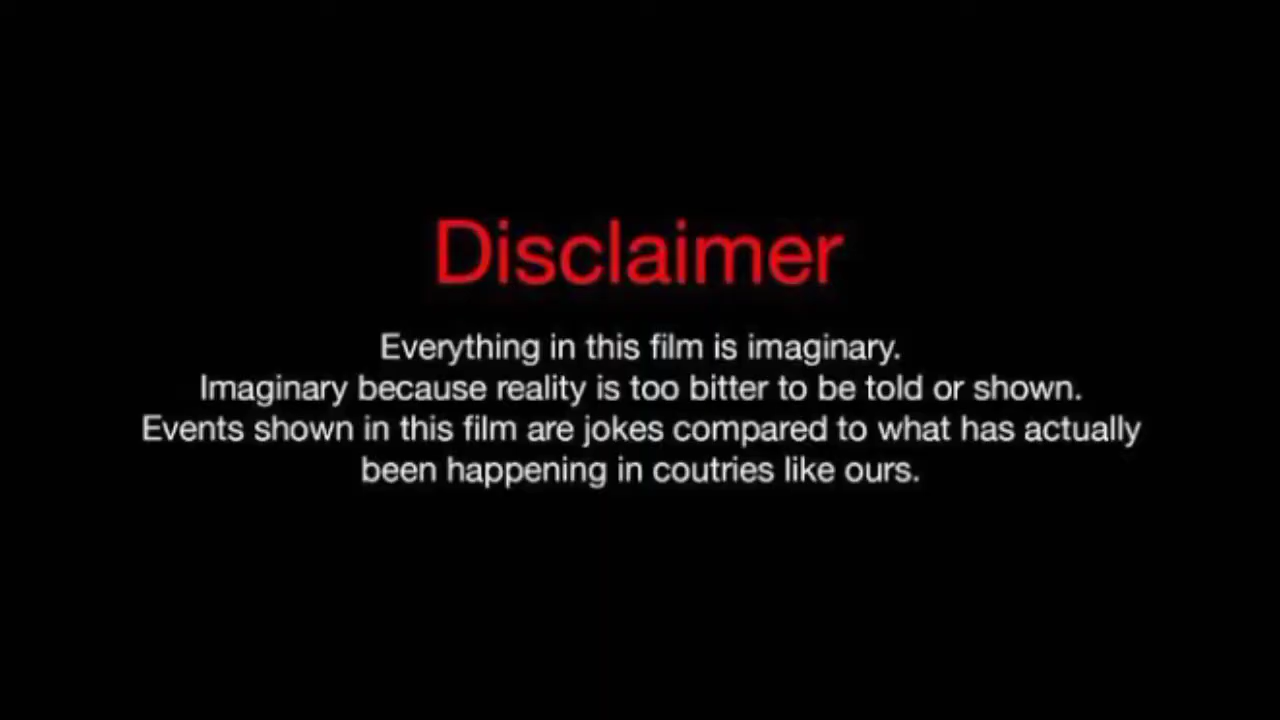 Disclaimer
Everything in this film is imaginary.
Imaginary because reality is too bitter to be told or shown.
Events shown in this film are jokes compared to what has actually
been happening in coutries like ours.